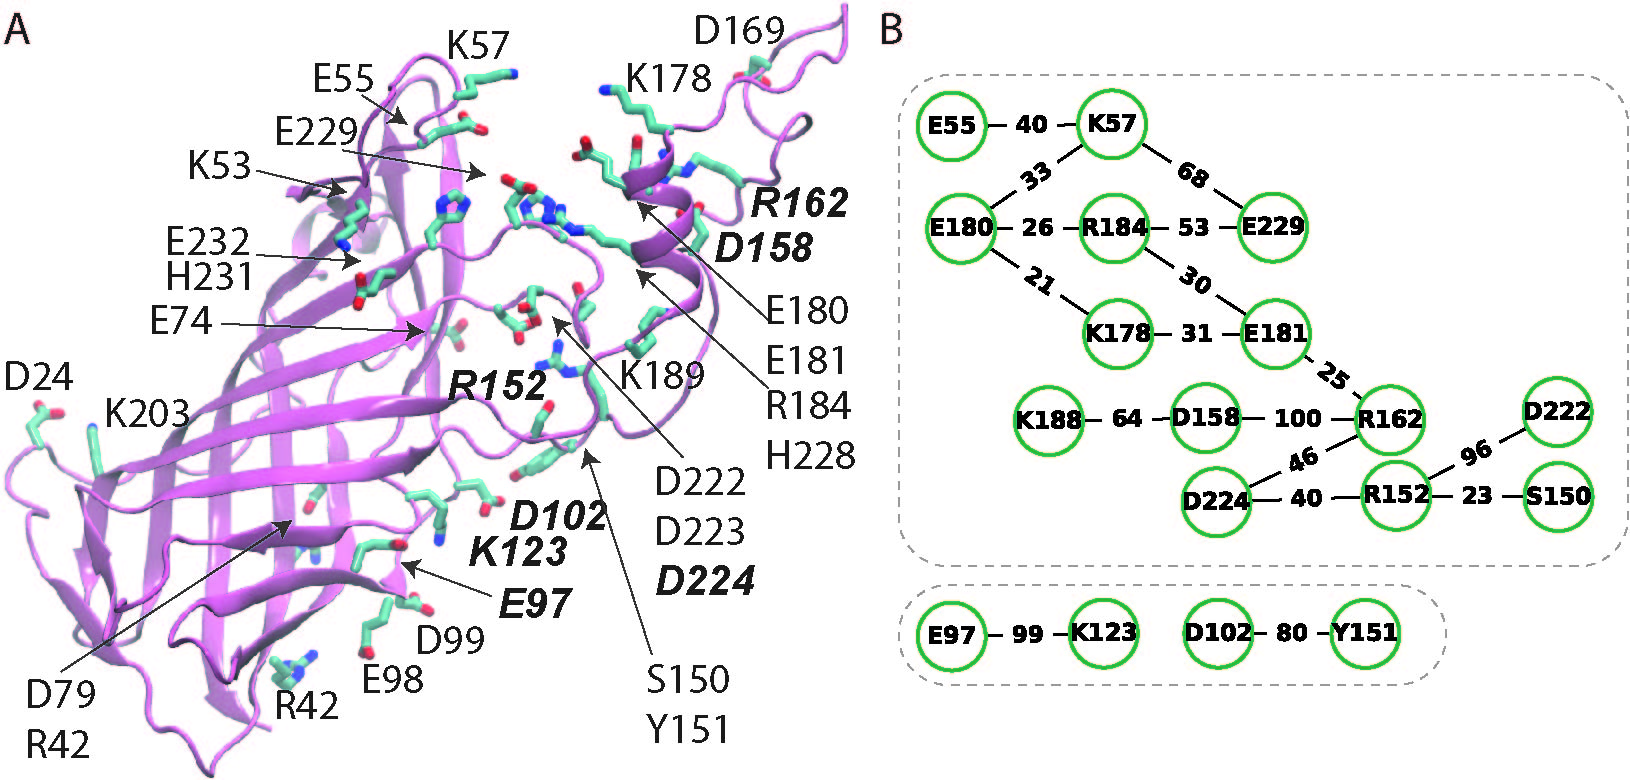 A
K57
D169
E55
K178
E229
K53
R162
D158
E232
H231
E74
E180
E181
R184
H228
D24
K203
R152
K189
D222
D223
D224
D102
K123
E97
D99
E98
D79
R42
R42
S150
Y151
B
E55 40 K57
33 68
E180 26 R184 53 E229
21 30
K178 31 E181
25
K188 64 D158 100 R162 D222
46 96
D224 40 R152 23 S150
E97 99 K123 D102 80 Y151